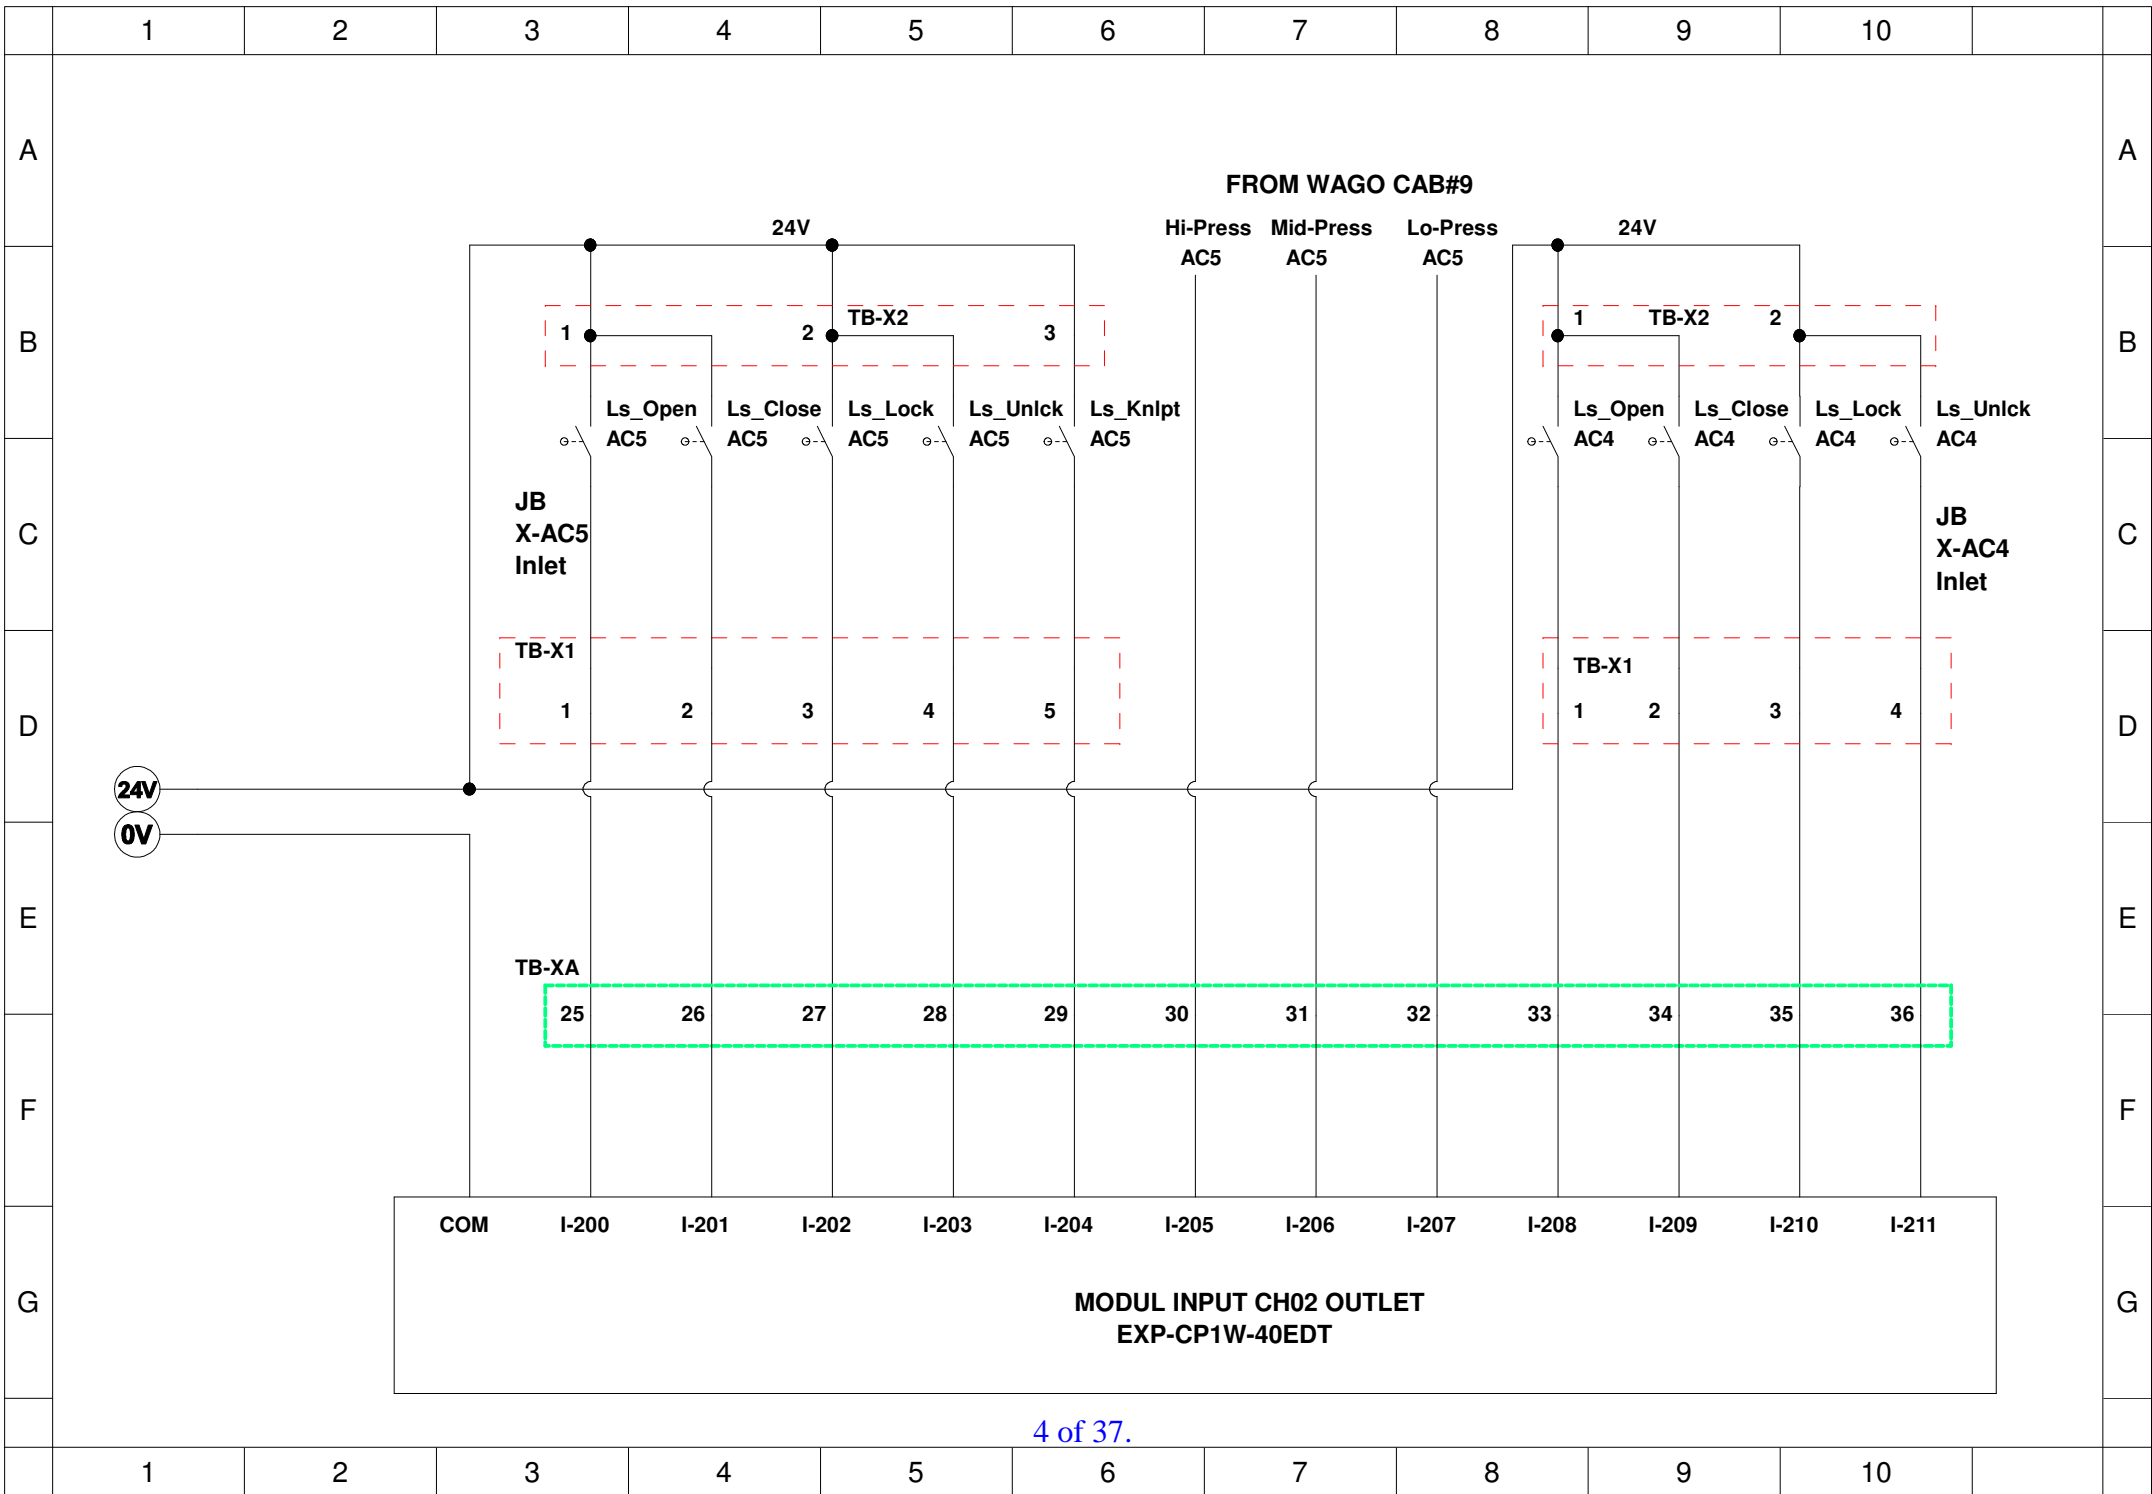 1 2 3 4 5 6 7 8 9 10
A A
FROM WAGO CAB#9
24V Hi-Press Mid-Press Lo-Press 24V
AC5 AC5 AC5
B B
1 2 TB-X2 3 1 TB-X2 2
Ls_Open Ls_Close Ls_Lock Ls_Unlck Ls_Knlpt Ls_Open Ls_Close Ls_Lock Ls_Unlck
AC5 AC5 AC5 AC5 AC5 AC4 AC4 AC4 AC4
C C
JB
X-AC5
Inlet
JB
X-AC4
Inlet
TB-X1 TB-X1
D D
1 2 3 4 5 1 2 3 4
24V
0V
E E
TB-XA
25 26 27 28 29 30 31 32 33 34 35 36
F F
COM I-200 I-201 I-202 I-203 I-204 I-205 I-206 I-207 I-208 I-209 I-210 I-211
G G
MODUL INPUT CH02 OUTLET
EXP-CP1W-40EDT
4 of 37.
1 2 3 4 5 6 7 8 9 10